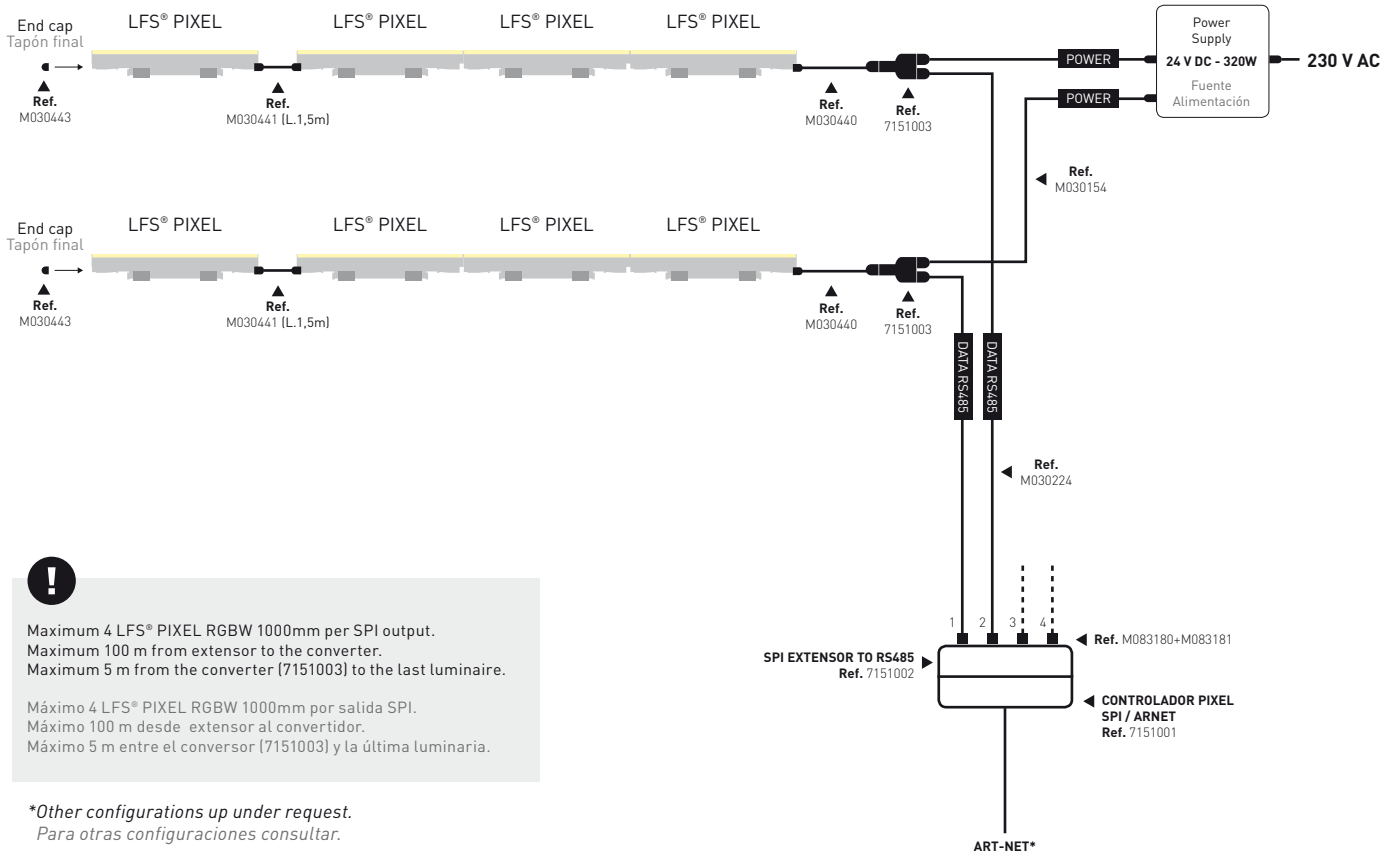 LFS® PIXEL
LFS® PIXEL
LFS® PIXEL
LFS® PIXEL
End cap
Tapón final
Ref.
M030443
Ref.
M030441 (L.1,5m)
Ref.
M030440
Ref.
7151003
POWER
POWER
Power
Supply
24 V DC - 320W
Fuente
Alimentación
230 V AC
Ref.
M030154
LFS® PIXEL
LFS® PIXEL
LFS® PIXEL
LFS® PIXEL
End cap
Tapón final
Ref.
M030443
Ref.
M030441 (L.1,5m)
Ref.
M030440
Ref.
7151003
DATA RS485
DATA RS485
Ref.
M030224
!
Maximum 4 LFS® PIXEL RGBW 1000mm per SPI output.
Maximum 100 m from extensor to the converter.
Maximum 5 m from the converter (7151003) to the last luminaire.
Máximo 4 LFS® PIXEL RGBW 1000mm por salida SPI.
Máximo 100 m desde extensor al convertidor.
Máximo 5 m entre el conversor (7151003) y la última luminaria.
*Other configurations up under request.
Para otras configuraciones consultar.
1 2 3 4
Ref. M083180+M083181
SPI EXTENSOR TO RS485
Ref. 7151002
CONTROLADOR PIXEL
SPI / ARNET
Ref. 7151001
ART-NET*